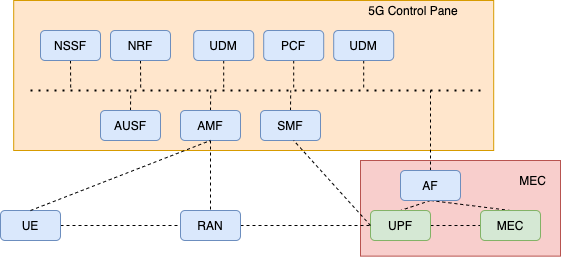 5G Control Pane
NSSF
NRF
UDM
PCF
UDM
AUSF
AMF
SMF
AF
MEC
UE
RAN
UPF
MEC